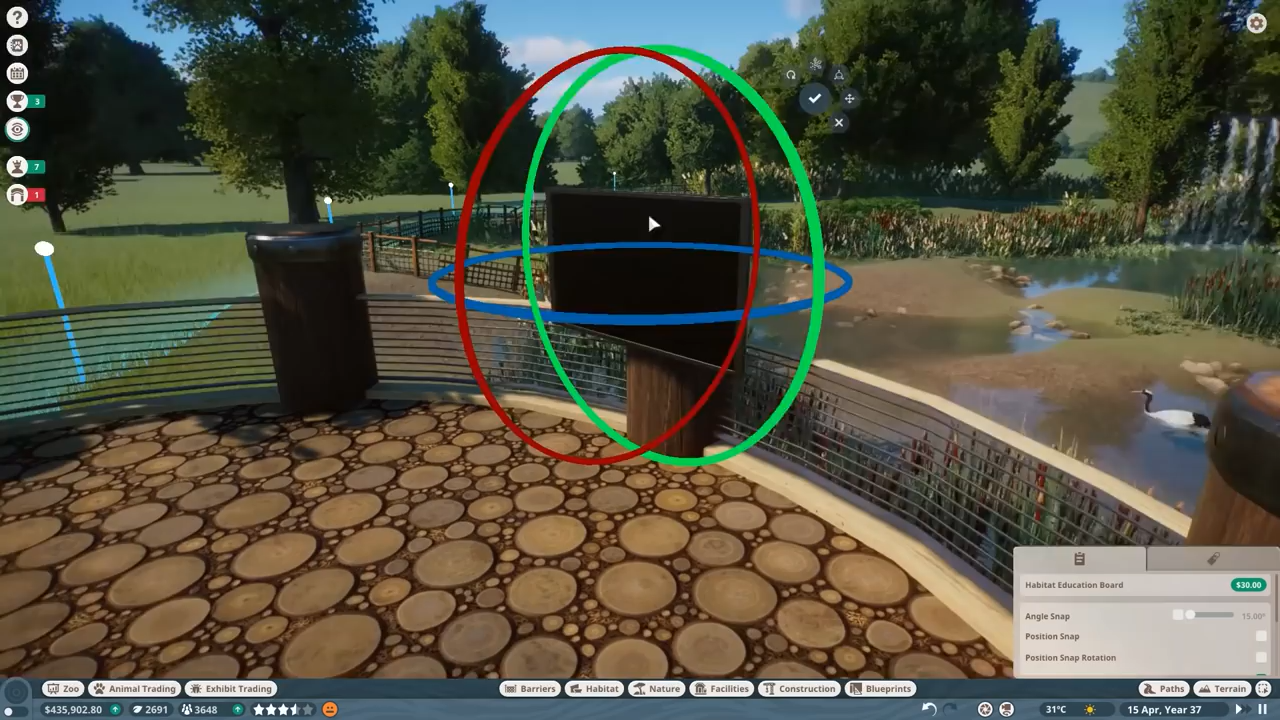 ?
3
7
1
Habitat Education Board
$30.00
Angle Snap
15.00°
Position Snap
Position Snap Rotation
Zoo
Animal Trading
Exhibit Trading
Barriers
Habitat
Nature
Facilities
Construction
Blueprints
Paths
Terrain
$435,902.80
2691
3648
31°C
15 Apr, Year 37